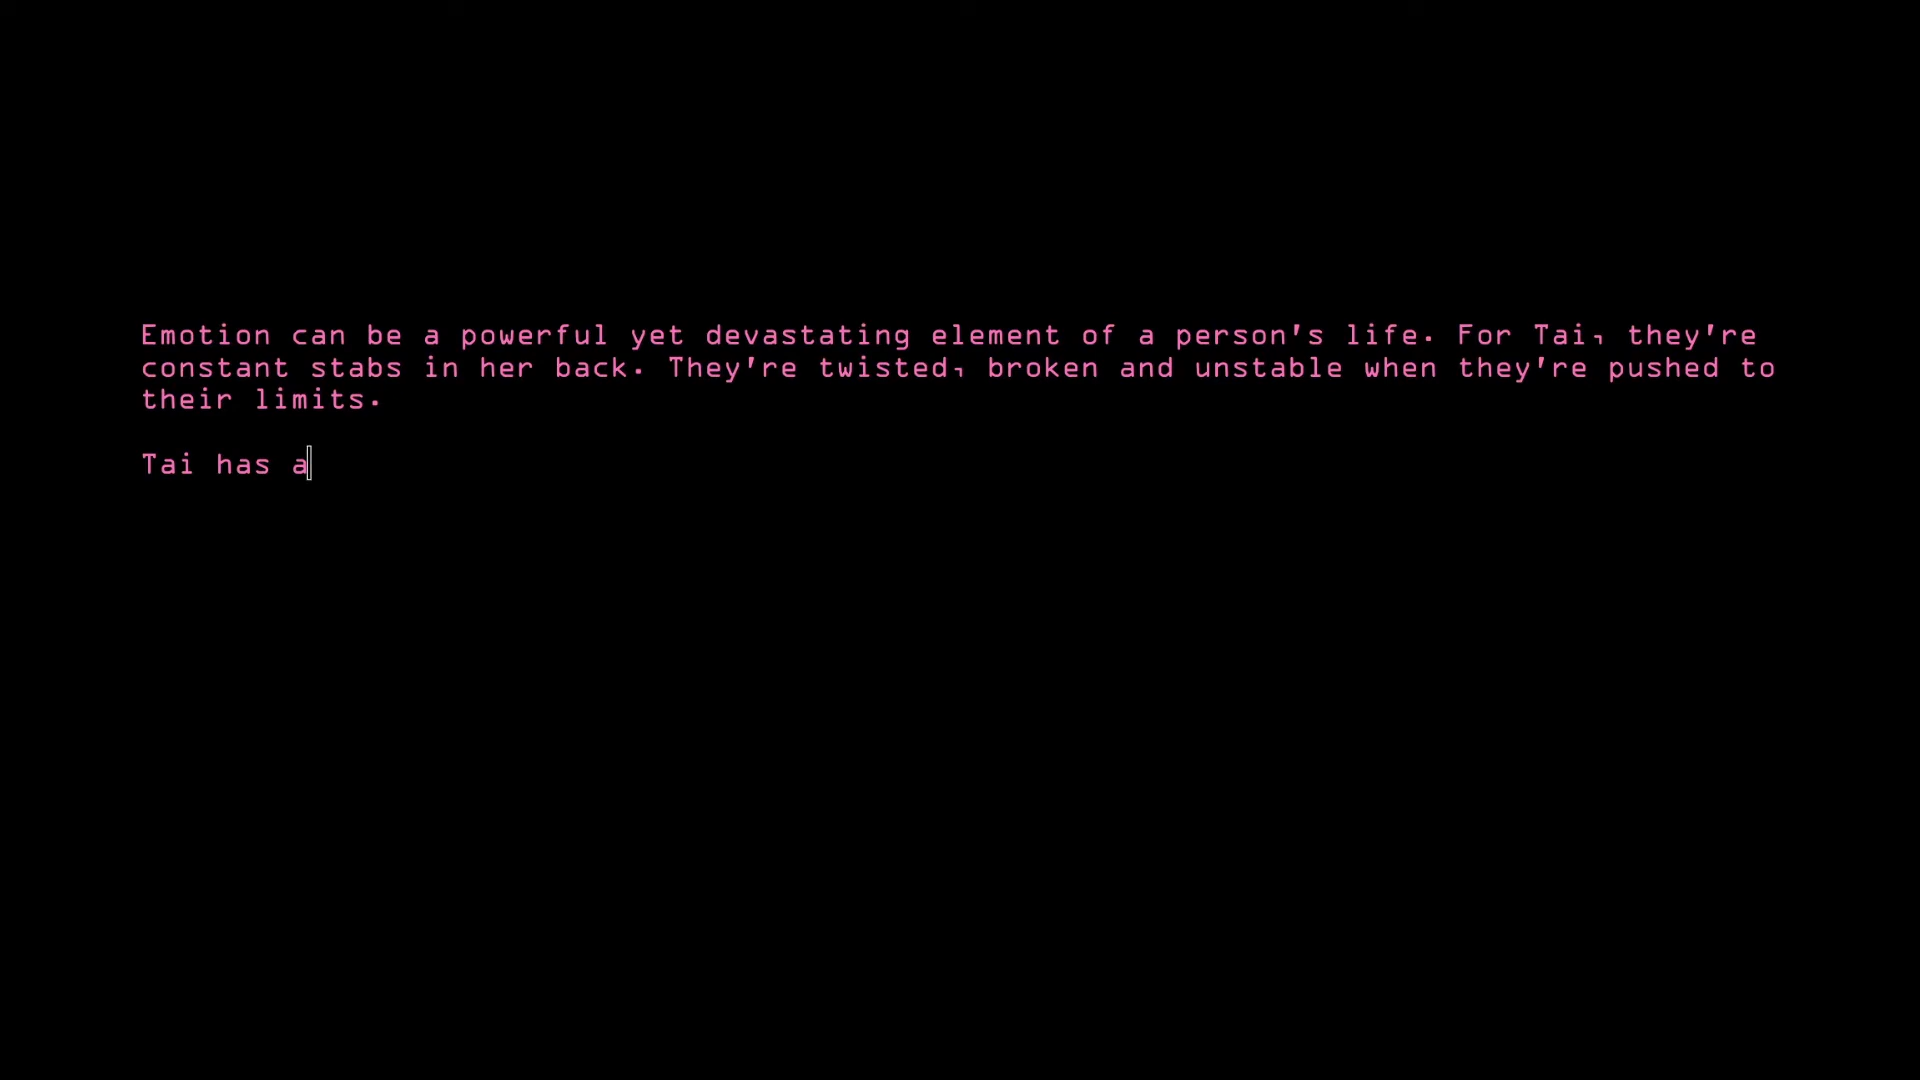 Emotion can be a powerful yet devastating element of a person's life. For Tai, they're
constant stabs in her back. They're twisted, broken and unstable when they're pushed to
their limits.
Tai has a